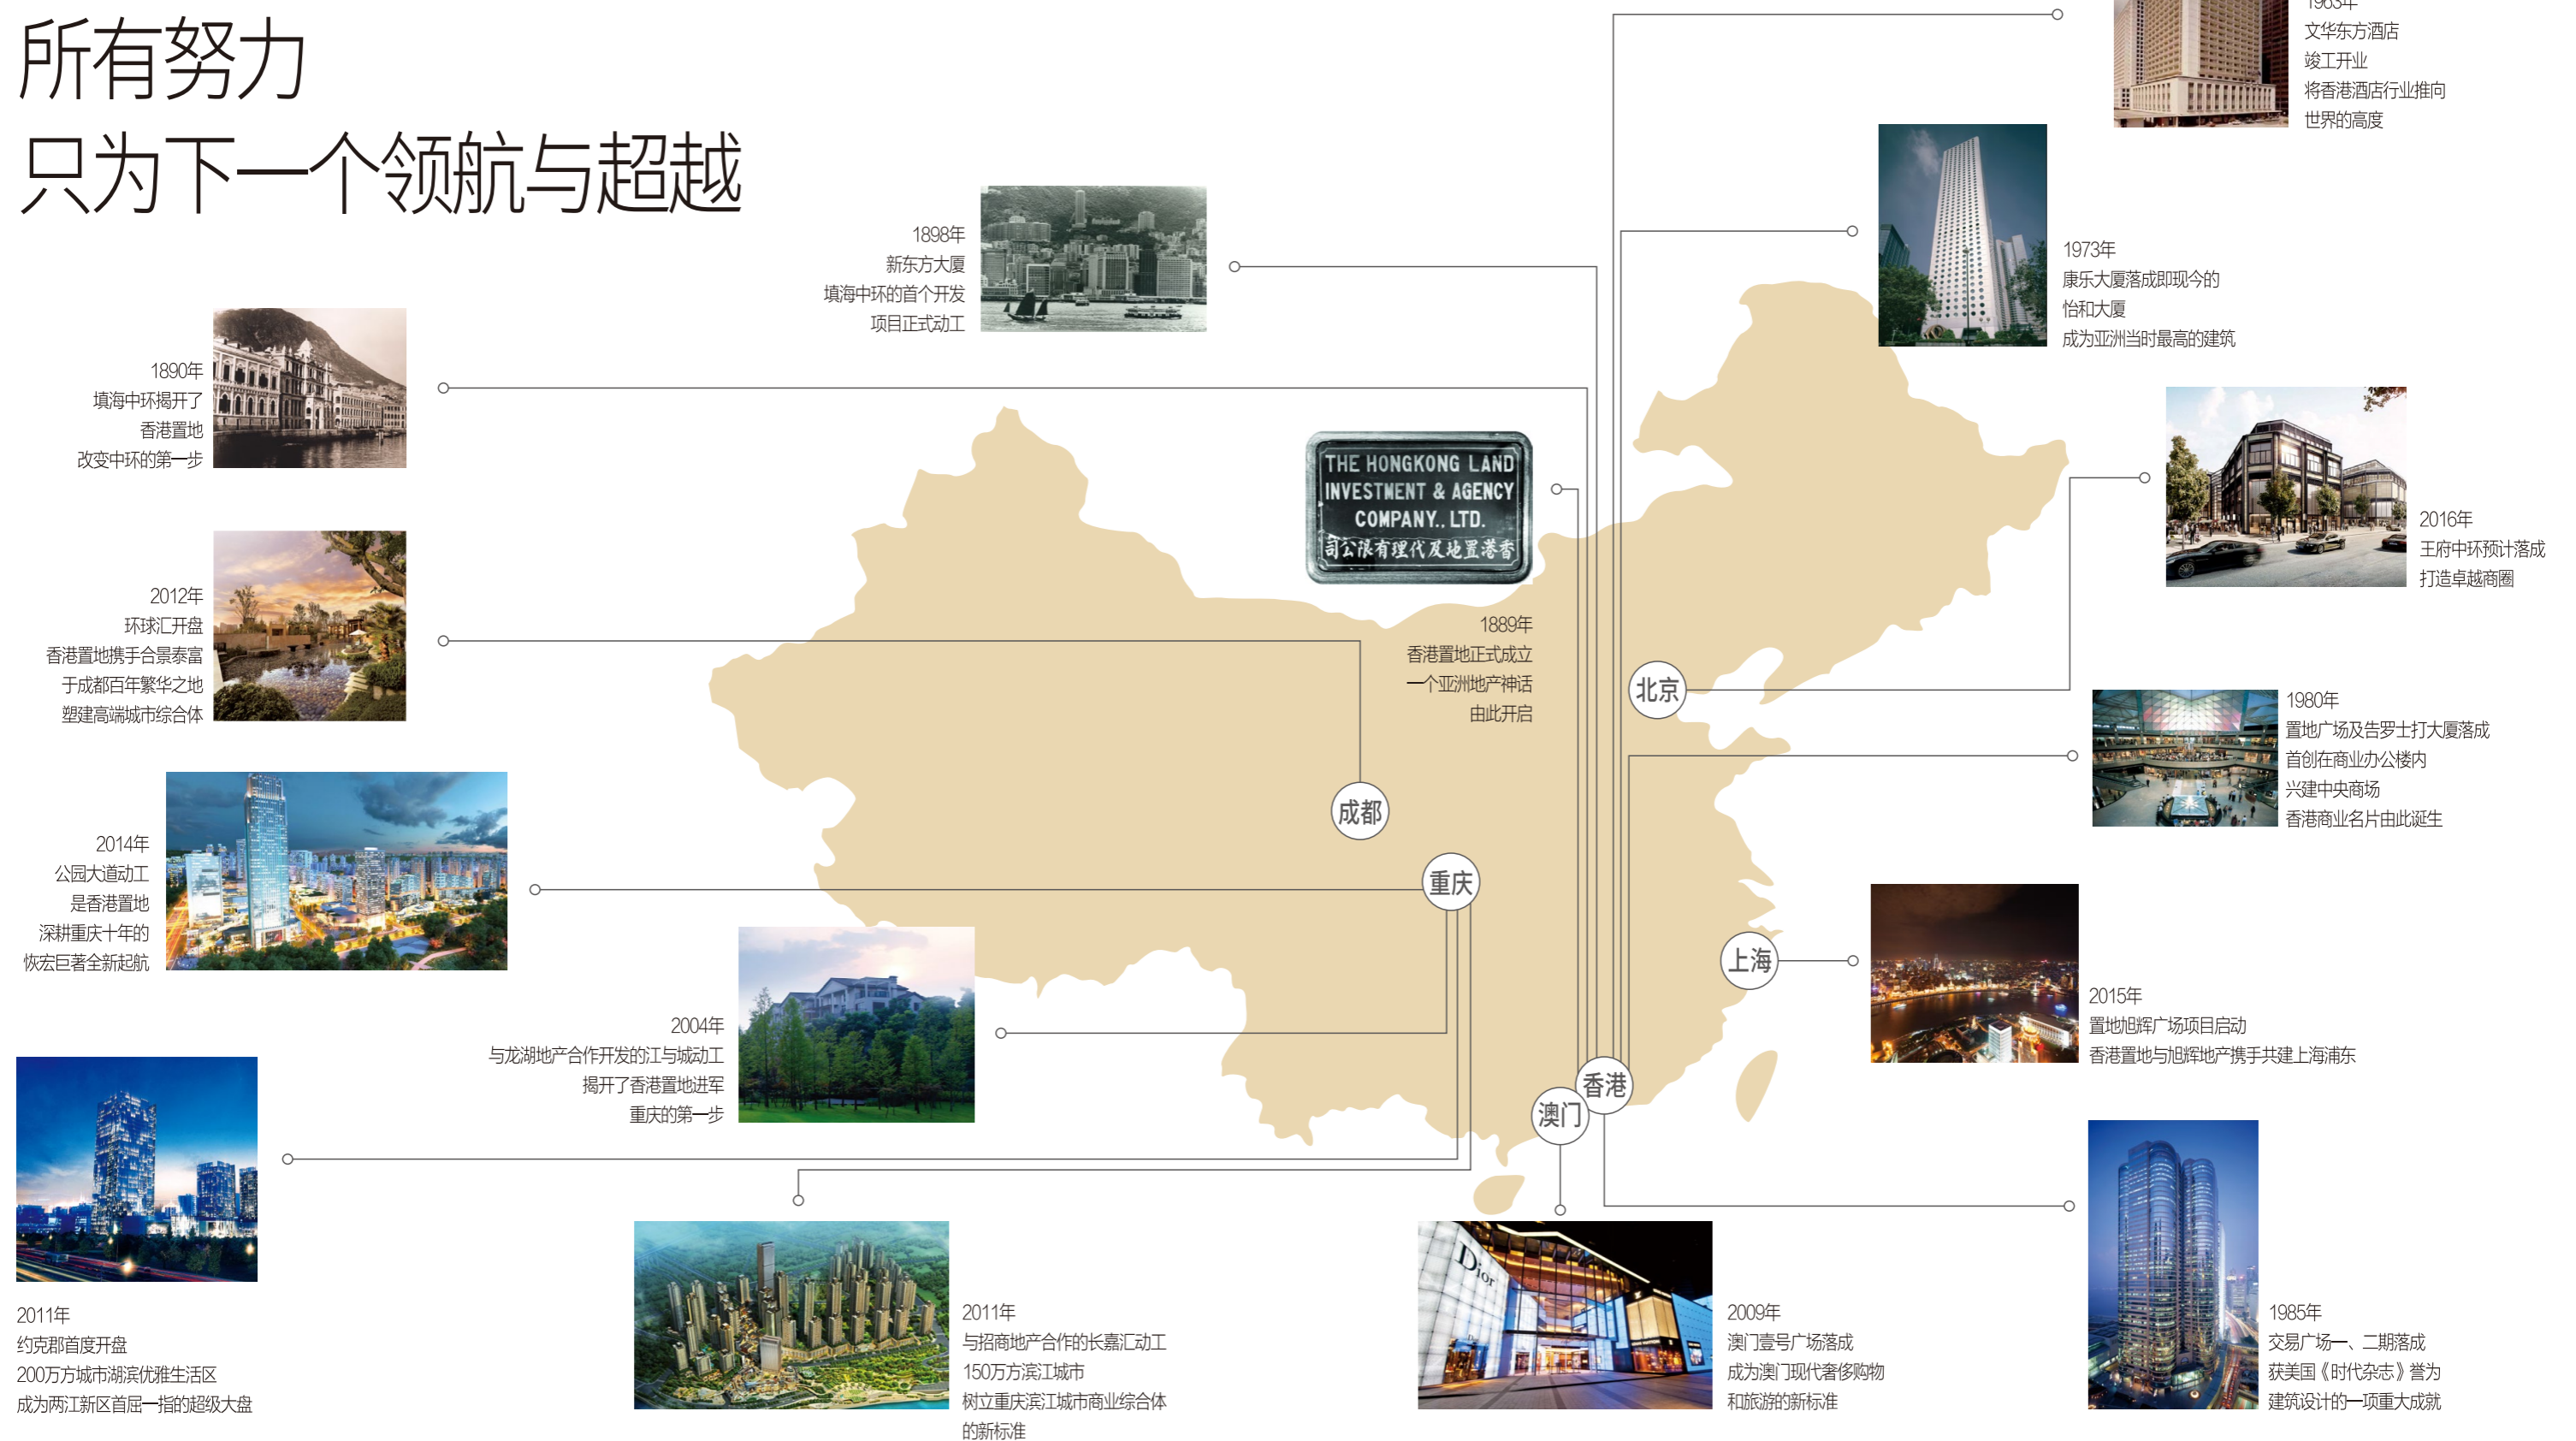 所有努力
只为下一个领航与超越
1963年
文华东方酒店
竣工开业
将香港酒店行业推向
世界的高度
1973年
康乐大厦落成即现今的
怡和大厦
成为亚洲当时最高的建筑
1898年
新东方大厦
填海中环的首个开发
项目正式动工
1890年
填海中环揭开了
香港置地
改变中环的第一步
THE HONGKONG LAND
INVESTMENT & AGENCY
COMPANY., LTD.
司公限有理代及地置港香
1889年
香港置地正式成立
一个亚洲地产神话
由此开启
2016年
王府中环预计落成
打造卓越商圈
2012年
环球汇开盘
香港置地携手合景泰富
于成都百年繁华之地
塑建高端城市综合体
北京
1980年
置地广场及告罗士打大厦落成
首创在商业办公楼内
兴建中央商场
香港商业名片由此诞生
成都
2014年
公园大道动工
是香港置地
深耕重庆十年的
恢宏巨著全新起航
重庆
上海
2015年
置地旭辉广场项目启动
香港置地与旭辉地产携手共建上海浦东
2004年
与龙湖地产合作开发的江与城动工
揭开了香港置地进军
重庆的第一步
香港
澳门
2011年
约克郡首度开盘
200万方城市湖滨优雅生活区
成为两江新区首屈一指的超级大盘
2011年
与招商地产合作的长嘉汇动工
150万方滨江城市
树立重庆滨江城市商业综合体
的新标准
Dior
2009年
澳门壹号广场落成
成为澳门现代奢侈购物
和旅游的新标准
1985年
交易广场一、二期落成
获美国《时代杂志》誉为
建筑设计的一项重大成就